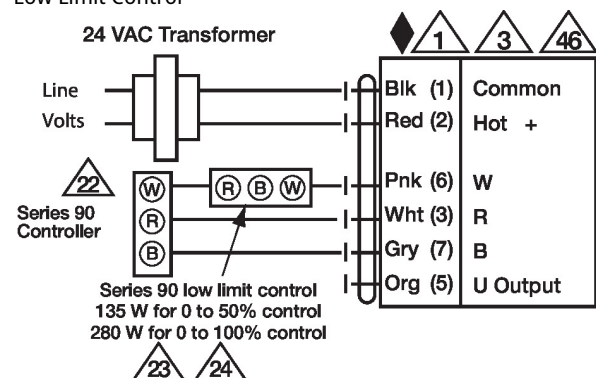 Low Limit Control
24 VAC Transformer
1 3 46
Line
Volts
Blk (1) Common
Red (2) Hot +
22
Series 90
Controller
W
R
B
R B W
Pnk (6) W
Wht (3) R
Gry (7) B
Org (5) U Output
Series 90 low limit control
135 W for 0 to 50% control
280 W for 0 to 100% control
23 24